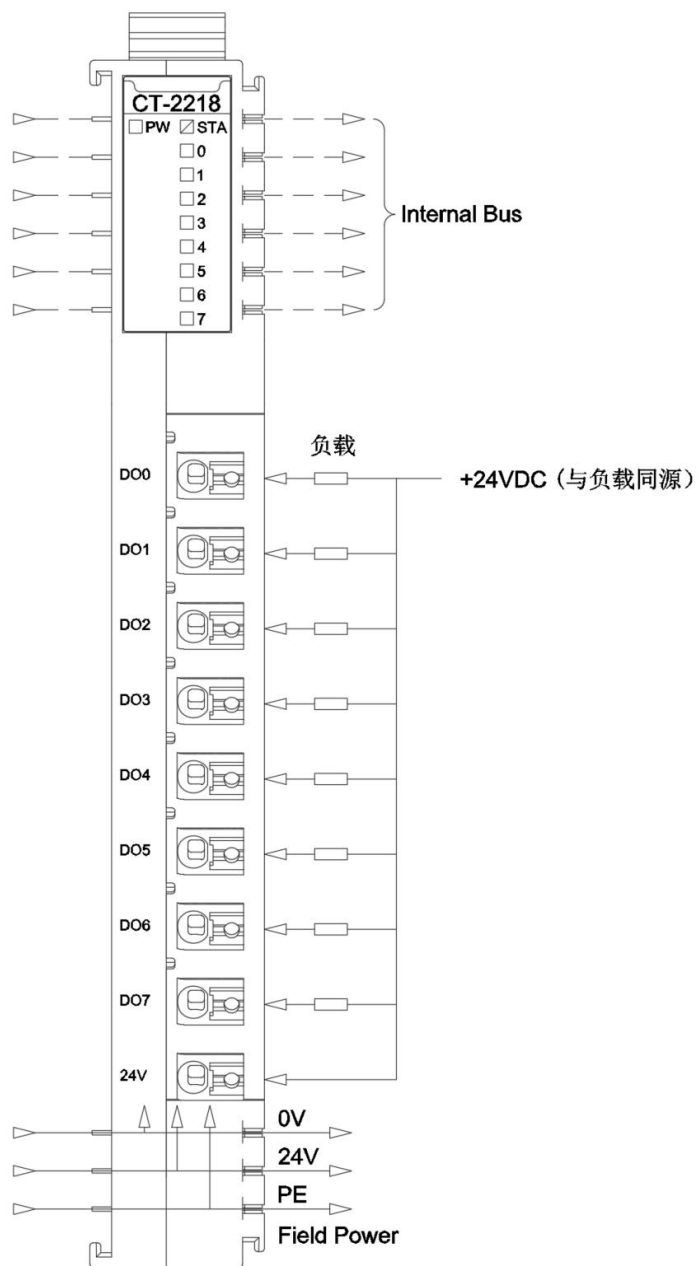 CT-2218
PW STA
0
1
2
3
4
5
6
7
Internal Bus
负载
DO0
+24VDC（与负载同源）
DO1
DO2
DO3
DO4
DO5
DO6
DO7
24V
0V
24V
PE
Field Power